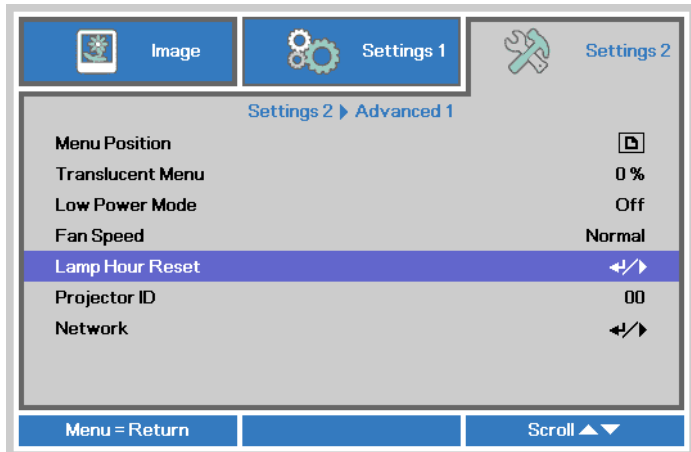 Image
Settings 1
Settings 2
Settings 2 ▶ Advanced 1
Menu Position
Translucent Menu 0 %
Low Power Mode Off
Fan Speed Normal
Lamp Hour Reset ↵/▶
Projector ID 00
Network ↵/▶
Menu = Return
Scroll ▲▼